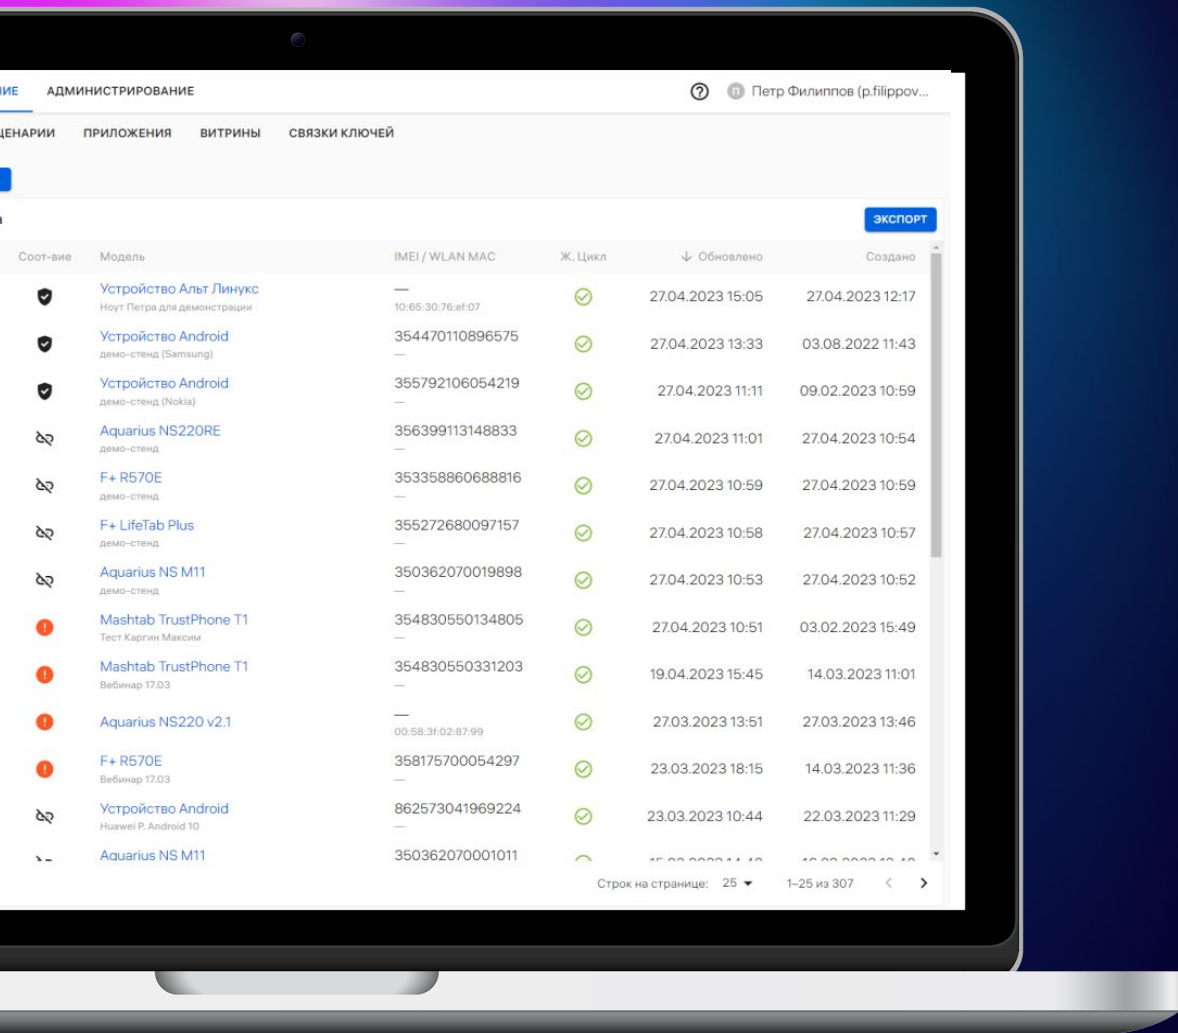 АДМИНИСТРИРОВАНИЕ
П Петр Филиппов (p.filippov...
ПРИЛОЖЕНИЯ ВИТРИНЫ СВЯЗКИ КЛЮЧЕЙ
ЭКСПОРТ
Соот-вие Модель IMEI / WLAN MAC Ж. Цикл Обновлено Создано
Устройство Альт Линукс — 27.04.2023 15:05 27.04.2023 12:17
Ноут Петра для демонстрации 10:65:30:76:ef:07
Устройство Android 354470110896575 27.04.2023 13:33 03.08.2022 11:43
демо-стенд (Samsung) —
Устройство Android 355792106054219 27.04.2023 11:11 09.02.2023 10:59
демо-стенд (Nokia) —
Aquarius NS220RE 356399113148833 27.04.2023 11:01 27.04.2023 10:54
демо-стенд —
F+ R570E 353358860688816 27.04.2023 10:59 27.04.2023 10:59
демо-стенд —
F+ LifeTab Plus 355272680097157 27.04.2023 10:58 27.04.2023 10:57
демо-стенд —
Aquarius NS M11 350362070019898 27.04.2023 10:53 27.04.2023 10:52
демо-стенд —
Mashtab TrustPhone T1 354830550134805 27.04.2023 10:51 03.02.2023 15:49
Тест Каргин Максим —
Mashtab TrustPhone T1 354830550331203 19.04.2023 15:45 14.03.2023 11:01
Вебинар 17.03 —
Aquarius NS220 v2.1 — 27.03.2023 13:51 27.03.2023 13:46
00:58:3f:02:87:99
F+ R570E 358175700054297 23.03.2023 18:15 14.03.2023 11:36
Вебинар 17.03 —
Устройство Android 862573041969224 23.03.2023 10:44 22.03.2023 11:29
Huawei P. Android 10 —
Aquarius NS M11 350362070001011
Строк на странице: 25 1–25 из 307